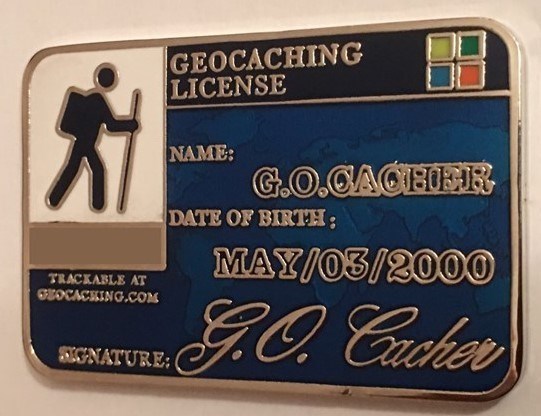 GEOCACHING
LICENSE
NAME:
G.O.CACHER
DATE OF BIRTH:
MAY/03/2000
TRACKABLE AT
GEOCACHING.COM
SIGNATURE: G.O. Cacher